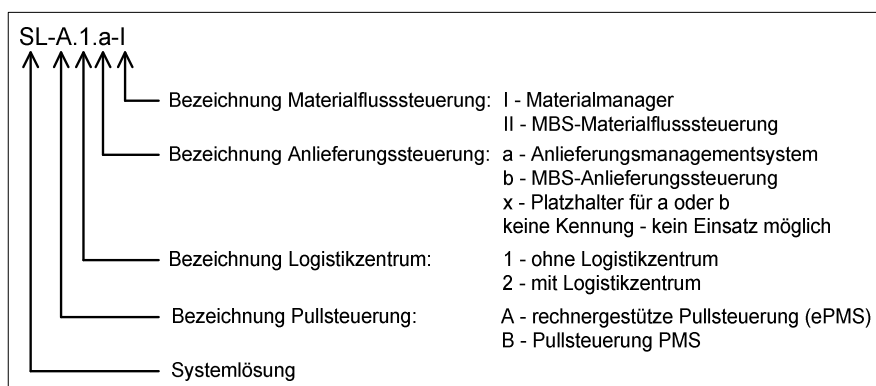 SL-A.1.a-I
Bezeichnung Materialflusssteuerung: I - Materialmanager
II - MBS-Materialflusssteuerung
Bezeichnung Anlieferungssteuerung: a - Anlieferungsmanagementsystem
b - MBS-Anlieferungssteuerung
x - Platzhalter für a oder b
keine Kennung - kein Einsatz möglich
Bezeichnung Logistikzentrum: 1 - ohne Logistikzentrum
2 - mit Logistikzentrum
Bezeichnung Pullsteuerung: A - rechnergestütze Pullsteuerung (ePMS)
B - Pullsteuerung PMS
Systemlösung